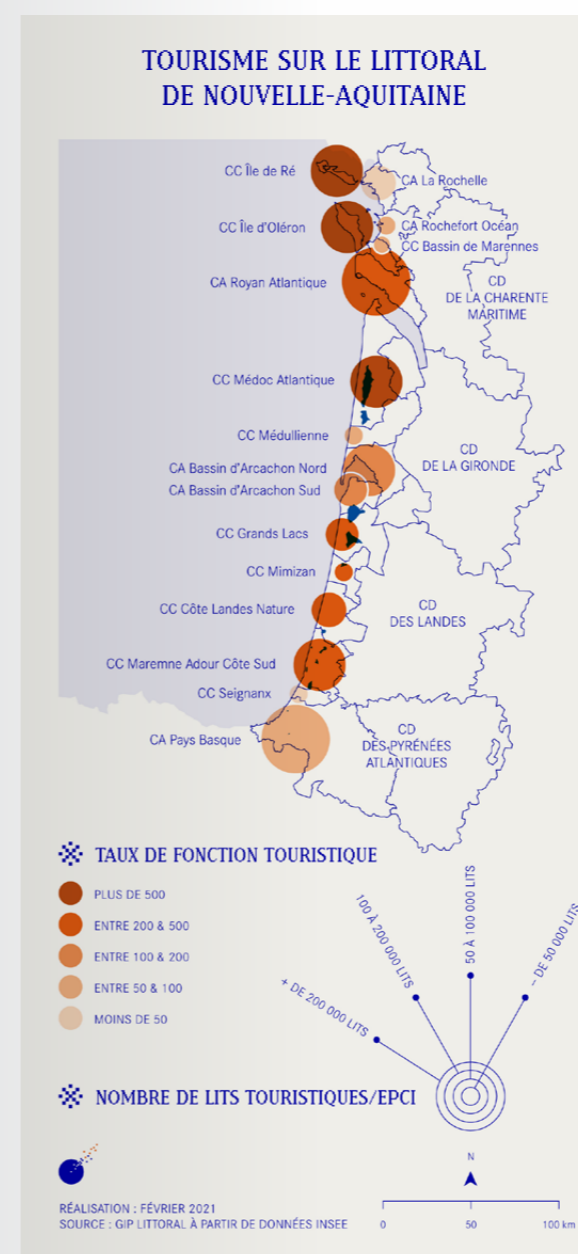 TOURISME SUR LE LITTORAL
DE NOUVELLE-AQUITAINE
CC Île de Ré
CA La Rochelle
CC Île d'Oléron
CA Rochefort Océan
CC Bassin de Marennes
CA Royan Atlantique
CD
DE LA CHARENTE
MARITIME
CC Médoc Atlantique
CC Médullienne
CA Bassin d'Arcachon Nord
CD
DE LA GIRONDE
CA Bassin d'Arcachon Sud
CC Grands Lacs
CC Mimizan
CC Côte Landes Nature
CD
DES LANDES
CC Maremne Adour Côte Sud
CC Seignanx
CA Pays Basque
CD
DES PYRÉNÉES
ATLANTIQUES
TAUX DE FONCTION TOURISTIQUE
PLUS DE 500
ENTRE 200 & 500
ENTRE 100 & 200
ENTRE 50 & 100
MOINS DE 50
+ DE 200 000 LITS
100 À 200 000 LITS
50 À 100 000 LITS
– DE 50 000 LITS
NOMBRE DE LITS TOURISTIQUES/EPCI
N
RÉALISATION : FÉVRIER 2021
SOURCE : GIP LITTORAL À PARTIR DE DONNÉES INSEE
0 50 100 km